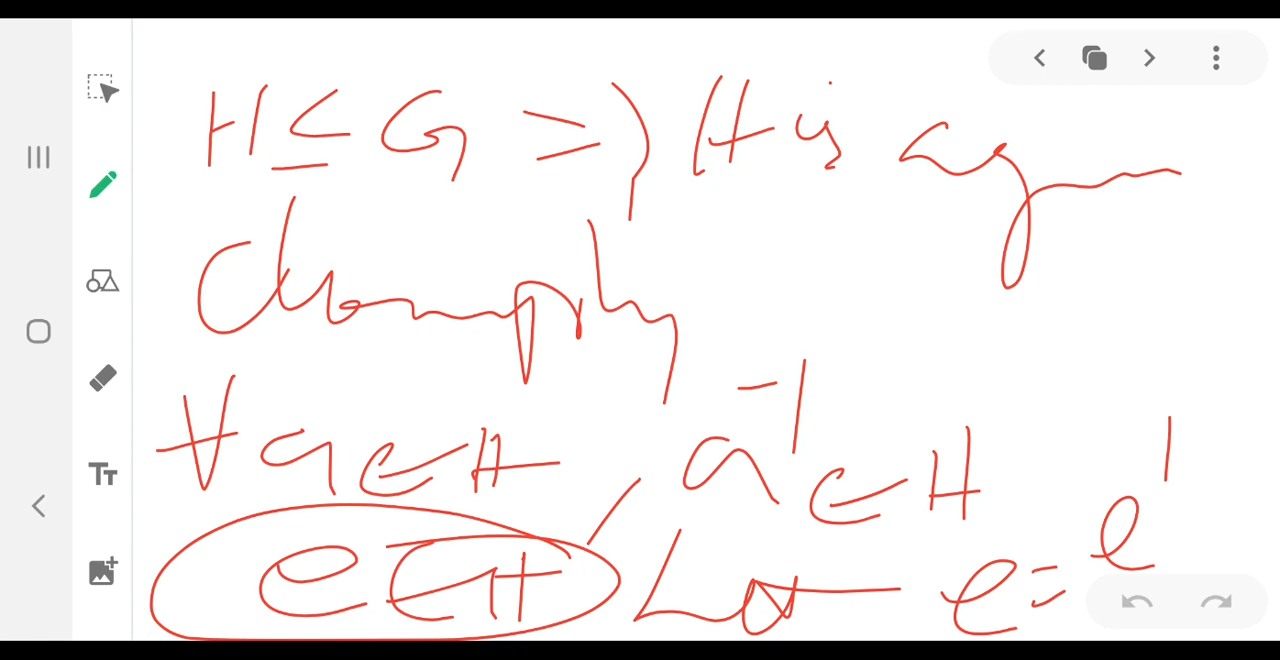 H ≤ G ⇒ H is a
∀ a ∈ H, a⁻¹ ∈ H
e ∈ H Let e = e'